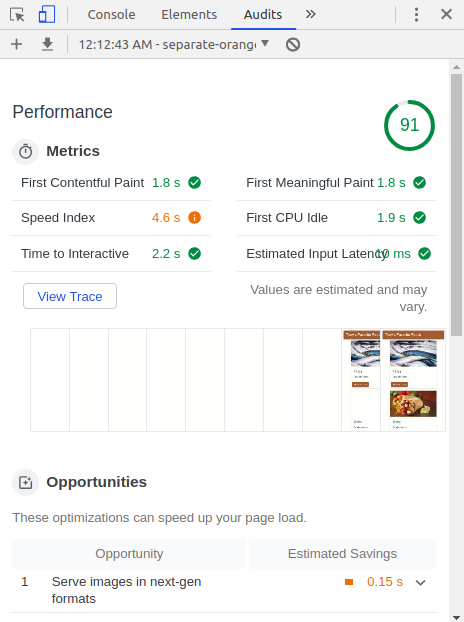 Console Elements Audits
12:12:43 AM - separate-orang
Performance
91
Metrics
First Contentful Paint 1.8 s
First Meaningful Paint 1.8 s
Speed Index 4.6 s
First CPU Idle 1.9 s
Time to Interactive 2.2 s
Estimated Input Latency 10 ms
View Trace
Values are estimated and may
vary.
Opportunities
These optimizations can speed up your page load.
Opportunity Estimated Savings
1 Serve images in next-gen 0.15 s
formats